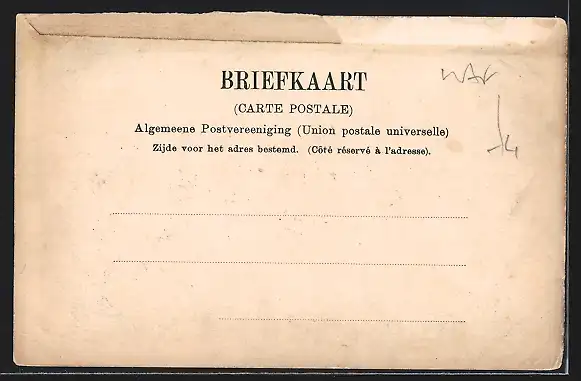 BRIEFKAART
(CARTE POSTALE)
Algemeene Postvereeniging (Union postale universelle)
Zijde voor het adres bestemd. (Côté réservé à l'adresse).